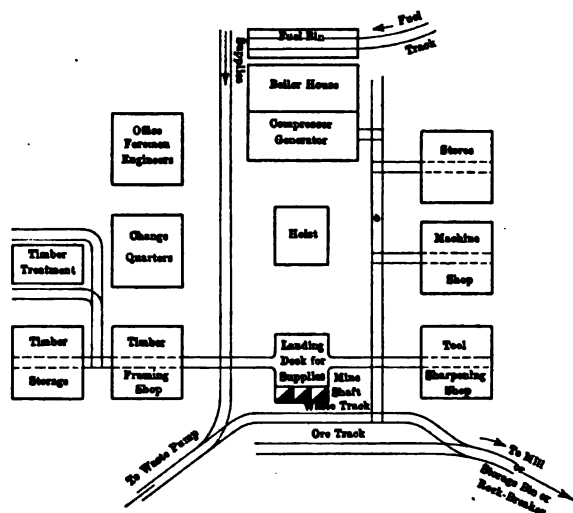 Fuel
Track
Fuel Bin
Supplies
Boiler House
Compressor
Generator
Office
Foremen
Engineers
Stores
Change
Quarters
Hoist
Machine
Shop
Timber
Treatment
Timber
Storage
Timber
Framing
Shop
Landing
Desk for
Supplies
Mine
Shaft
Tool
Sharpening
Shop
Waste Track
Ore Track
To Waste Pump
To Mill
or
Storage Bin or
Rock-Breaker